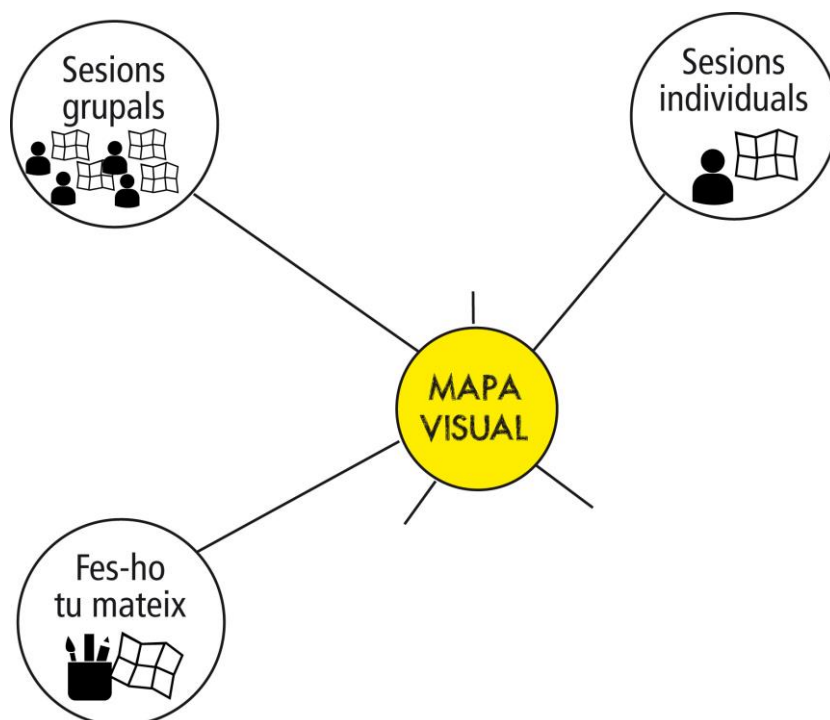 Sesions
grupals
Sesions
individuals
MAPA
VISUAL
Fes-ho
tu mateix